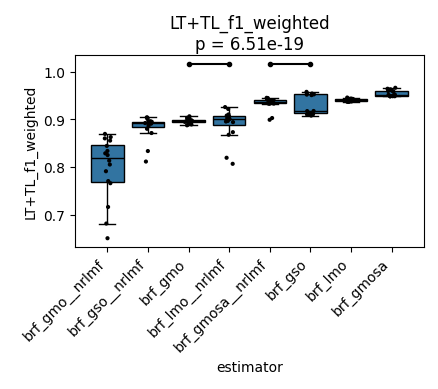 LT+TL_f1_weighted
p = 6.51e-19
1.0
0.9
0.8
0.7
LT+TL_f1_weighted
brf_gmo__nrlmf
brf_gso__nrlmf
brf_gmo
brf_lmo__nrlmf
brf_gmosa__nrlmf
brf_gso
brf_lmo
brf_gmosa
estimator